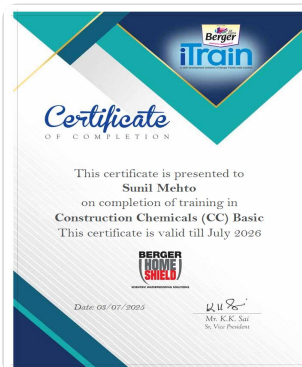 Berger
iTrain
Certificate
OF COMPLETION
This certificate is presented to
Sunil Mehto
on completion of training in
Construction Chemicals (CC) Basic
This certificate is valid till July 2026
BERGER
HOME
SHIELD
Date: 03/07/2025
Mr. K.K. Sai
Sr. Vice President